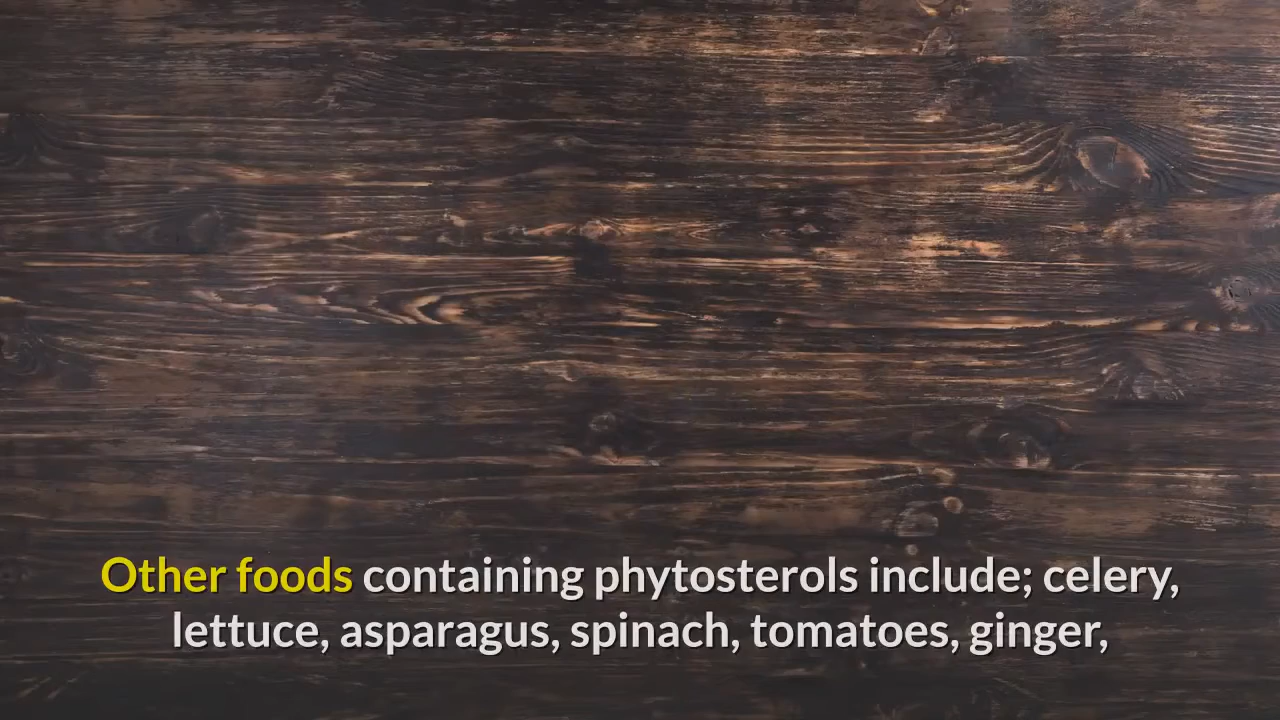 Other foods containing phytosterols include; celery,
lettuce, asparagus, spinach, tomatoes, ginger,